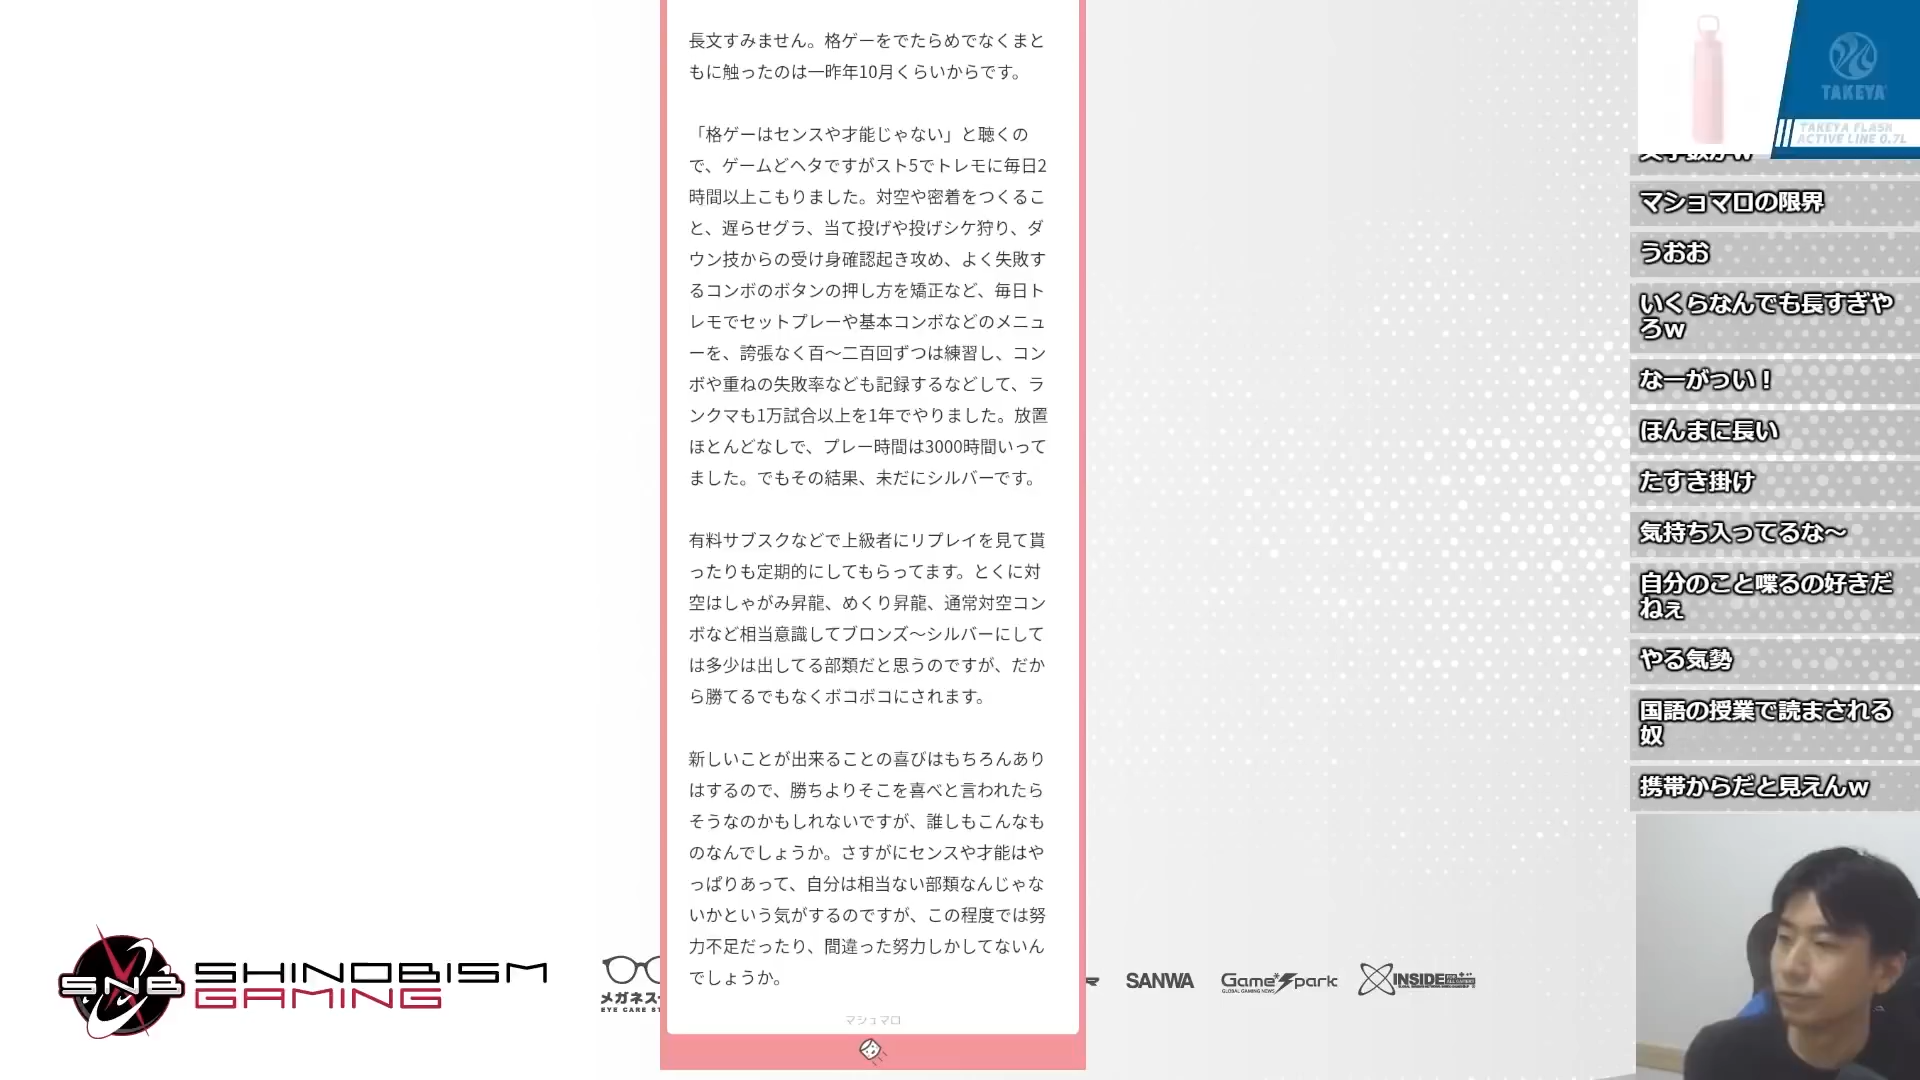 長文すみません。格ゲーをでたらめでなくまと
もに触ったのは一昨年10月くらいからです。
「格ゲーはセンスや才能じゃない」と聴くの
で、ゲームどヘタですがスト5でトレモに毎日2
時間以上こもりました。対空や密着をつくるこ
と、遅らせグラ、当て投げや投げシケ狩り、ダ
ウン技からの受け身確認起き攻め、よく失敗す
るコンボのボタンの押し方を矯正など、毎日ト
レモでセットプレーや基本コンボなどのメニュ
ーを、誇張なく百〜二百回ずつは練習し、コン
ボや重ねの失敗率なども記録するなどして、ラ
ンクマも1万試合以上を1年でやりました。放置
ほとんどなしで、プレー時間は3000時間いって
ました。でもその結果、未だにシルバーです。
有料サブスクなどで上級者にリプレイを見て貰
ったりも定期的にしてもらってます。とくに対
空はしゃがみ昇龍、めくり昇龍、通常対空コン
ボなど相当意識してブロンズ〜シルバーにして
は多少は出してる部類だと思うのですが、だか
ら勝てるでもなくボコボコにされます。
新しいことが出来ることの喜びはもちろんあり
はするので、勝ちよりそこを喜べと言われたら
そうなのかもしれないですが、誰しもこんなも
のなんでしょうか。さすがにセンスや才能はや
っぱりあって、自分は相当ない部類なんじゃな
いかという気がするのですが、この程度では努
力不足だったり、間違った努力しかしてないん
でしょうか。
マシュマロ
TAKEYA
TAKEYA FLASK
ACTIVE LINE 0.7L
マショマロの限界
うおお
いくらなんでも長すぎや
ろw
なーがっい！
ほんまに長い
たすき掛け
気持ち入ってるな〜
自分のこと喋るの好きだ
ねぇ
やる気勢
国語の授業で読まされる
奴
携帯からだと見えんw
SNB
SHINOBISM
GAMING
メガネス
EYE CARE ST
SANWA
Game Spark
GLOBAL GAMING NEWS
INSIDE